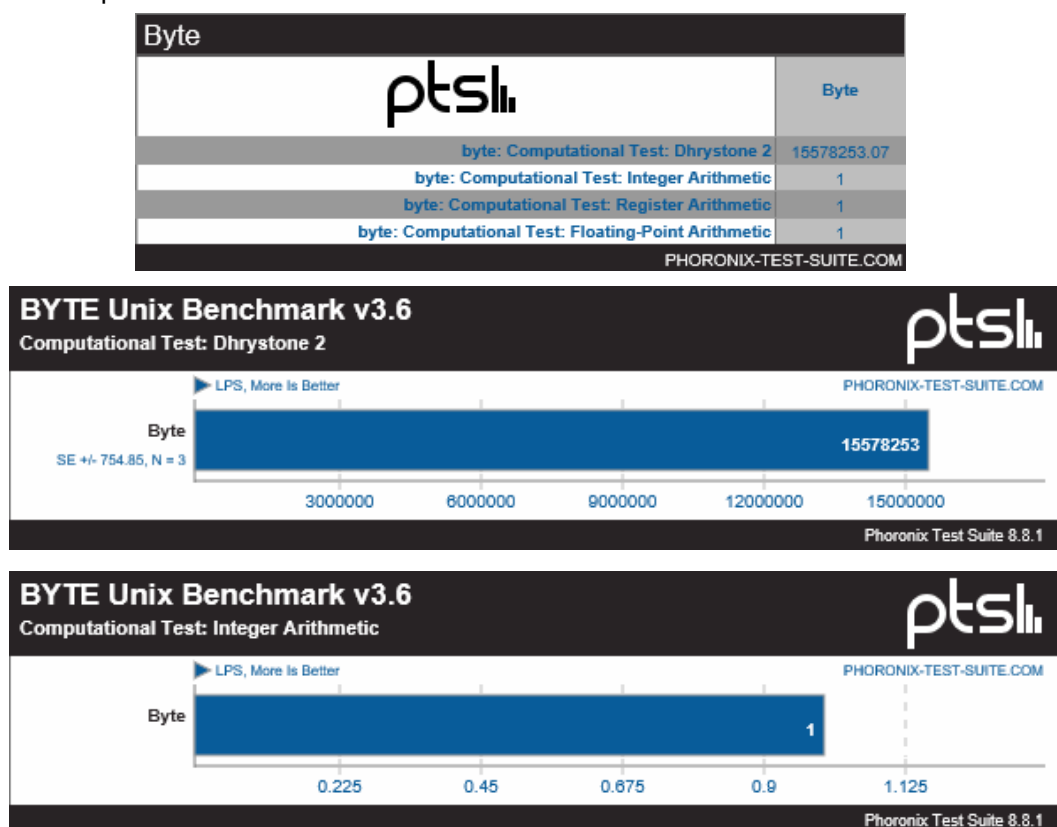 Byte
ptsl
Byte
byte: Computational Test: Dhrystone 2 15578253.07
byte: Computational Test: Integer Arithmetic 1
byte: Computational Test: Register Arithmetic 1
byte: Computational Test: Floating-Point Arithmetic 1
PHORONIX-TEST-SUITE.COM
BYTE Unix Benchmark v3.6
ptsl
Computational Test: Dhrystone 2
LPS, More Is Better PHORONIX-TEST-SUITE.COM
Byte
15578253
SE +/- 754.85, N = 3
3000000 6000000 9000000 12000000 15000000
Phoronix Test Suite 8.8.1
BYTE Unix Benchmark v3.6
ptsl
Computational Test: Integer Arithmetic
LPS, More Is Better PHORONIX-TEST-SUITE.COM
Byte
1
0.225 0.45 0.675 0.9 1.125
Phoronix Test Suite 8.8.1